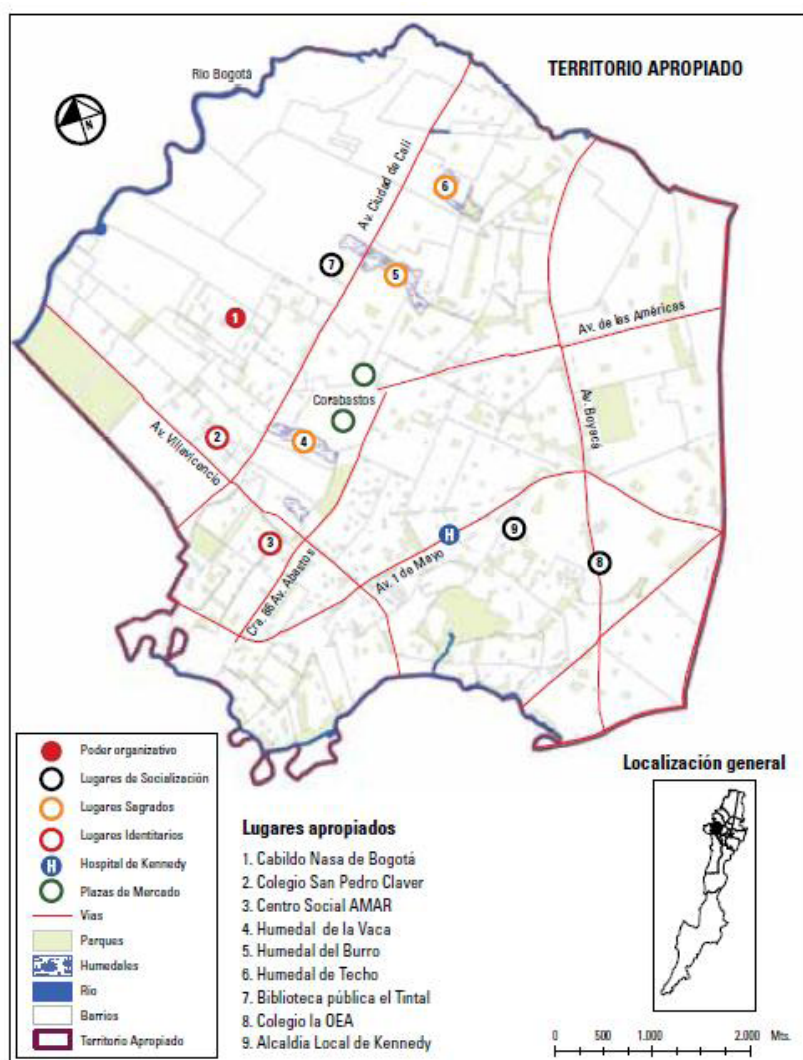 TERRITORIO APROPIADO
Río Bogotá
N
Av. Ciudad de Cali
6
7
5
1
Av. de las Américas
Corabastos
Av. Boyacá
2
4
Av. Villavicencio
3
9
H
8
Av. 1 de Mayo
Cra. 86 Av. Abastos
Poder organizativo
Lugares de Socialización
Lugares Sagrados
Lugares Identitarios
H Hospital de Kennedy
Plazas de Mercado
Vías
Parques
Humedales
Río
Barrios
Territorio Apropiado
Lugares apropiados
1. Cabildo Nasa de Bogotá
2. Colegio San Pedro Claver
3. Centro Social AMAR
4. Humedal de la Vaca
5. Humedal del Burro
6. Humedal de Techo
7. Biblioteca pública el Tintal
8. Colegio la OEA
9. Alcaldía Local de Kennedy
Localización general
0 500 1.000 2.000 Mts.